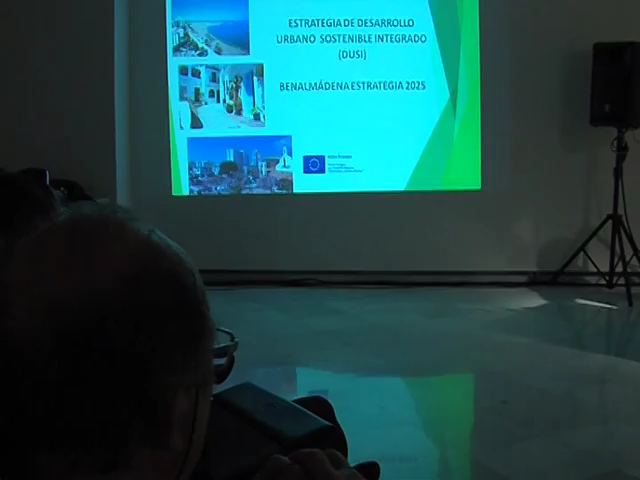 ESTRATEGIA DE DESARROLLO
URBANO SOSTENIBLE INTEGRADO
(DUSI)
BENALMÁDENA ESTRATEGIA 2025